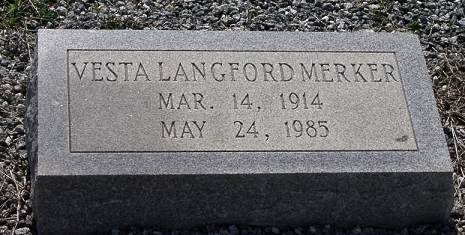 VESTA LANGFORD MERKER
MAR. 14, 1914
MAY 24, 1985